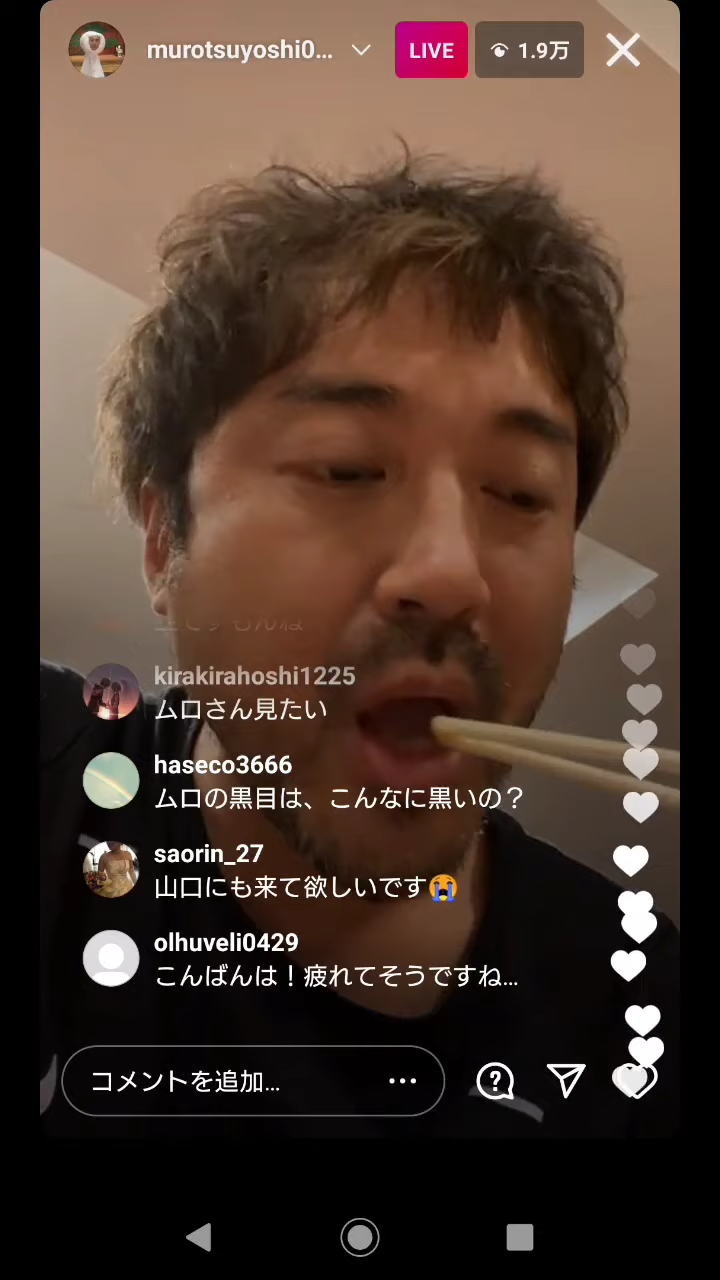 murotsuyoshi0...
LIVE
1.9万
kirakirahoshi1225
ムロさん見たい
haseco3666
ムロの黒目は、こんなに黒いの？
saorin_27
山口にも来て欲しいです😭
olhuveli0429
こんばんは！疲れてそうですね...
コメントを追加...